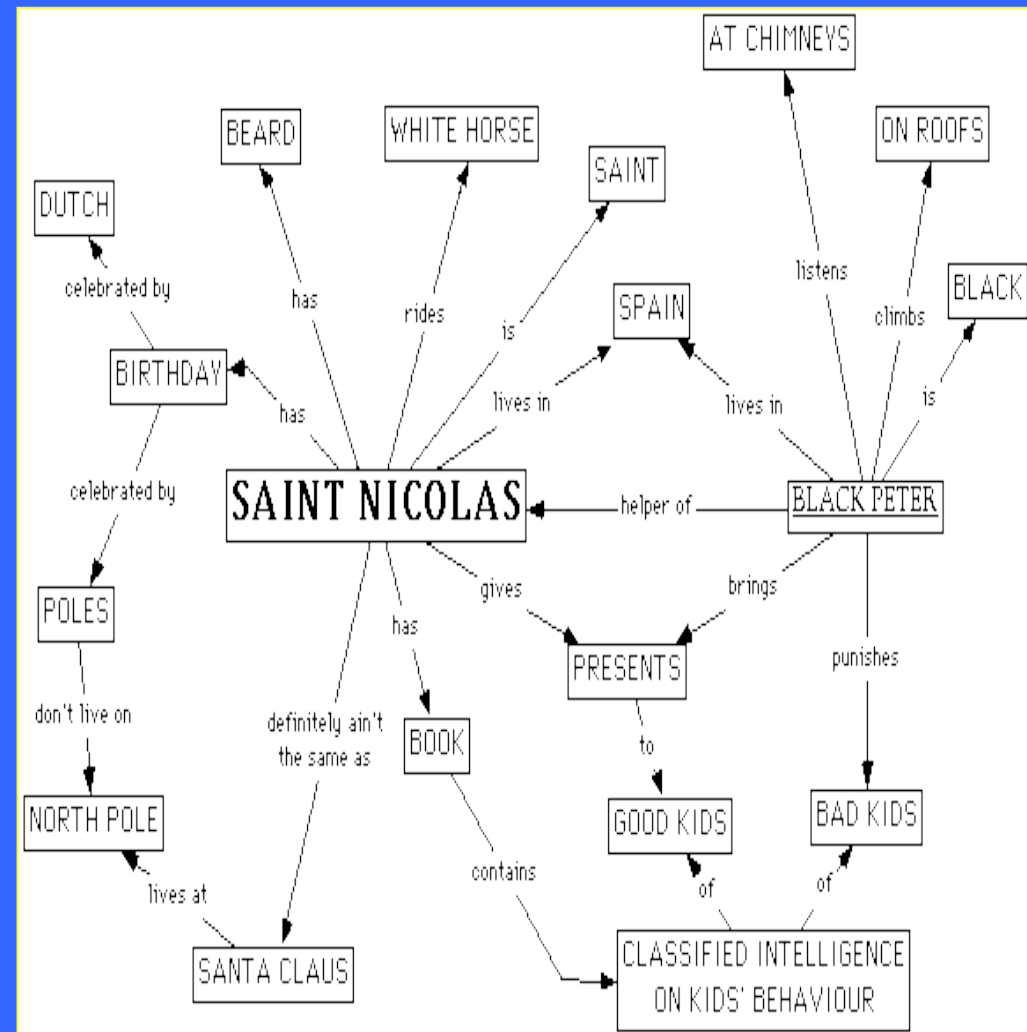 AT CHIMNEYS
BEARD
WHITE HORSE
ON ROOFS
SAINT
DUTCH
celebrated by
listens
BLACK
has
rides
climbs
SPAIN
is
BIRTHDAY
is
lives in
lives in
has
celebrated by
SAINT NICOLAS
helper of
BLACK PETER
gives
brings
POLES
has
PRESENTS
punishes
don't live on
definitely ain't
the same as
BOOK
to
NORTH POLE
GOOD KIDS
BAD KIDS
contains
lives at
of
of
SANTA CLAUS
CLASSIFIED INTELLIGENCE
ON KIDS' BEHAVIOUR